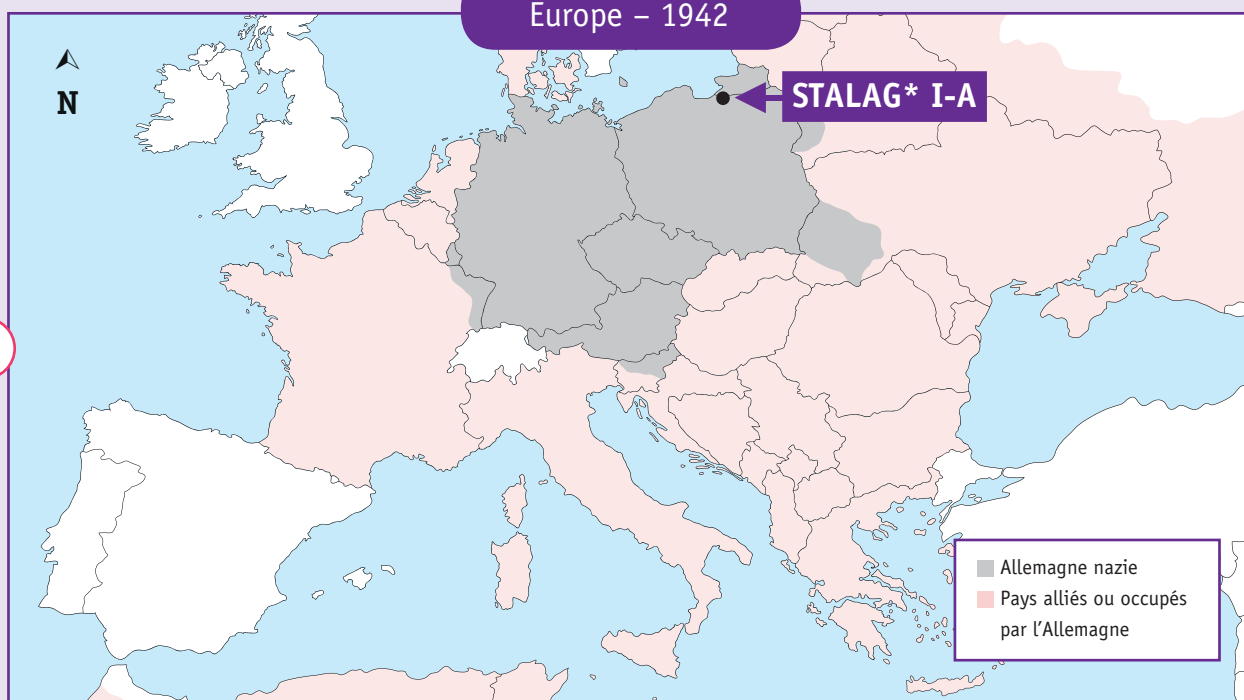 Europe – 1942
N
STALAG* I-A
Allemagne nazie
Pays alliés ou occupés
par l'Allemagne